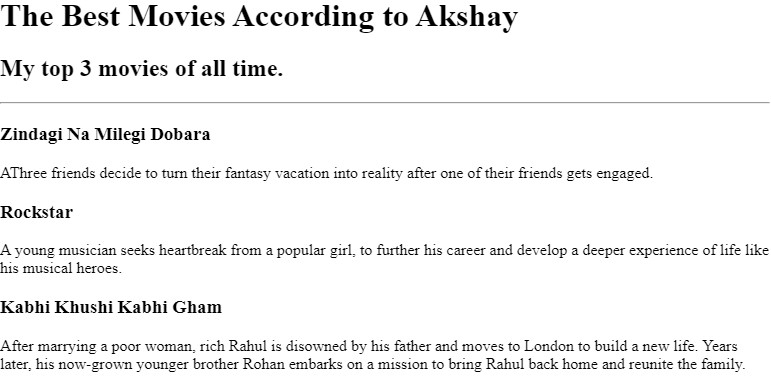 The Best Movies According to Akshay
My top 3 movies of all time.
Zindagi Na Milegi Dobara
AThree friends decide to turn their fantasy vacation into reality after one of their friends gets engaged.
Rockstar
A young musician seeks heartbreak from a popular girl, to further his career and develop a deeper experience of life like
his musical heroes.
Kabhi Khushi Kabhi Gham
After marrying a poor woman, rich Rahul is disowned by his father and moves to London to build a new life. Years
later, his now-grown younger brother Rohan embarks on a mission to bring Rahul back home and reunite the family.